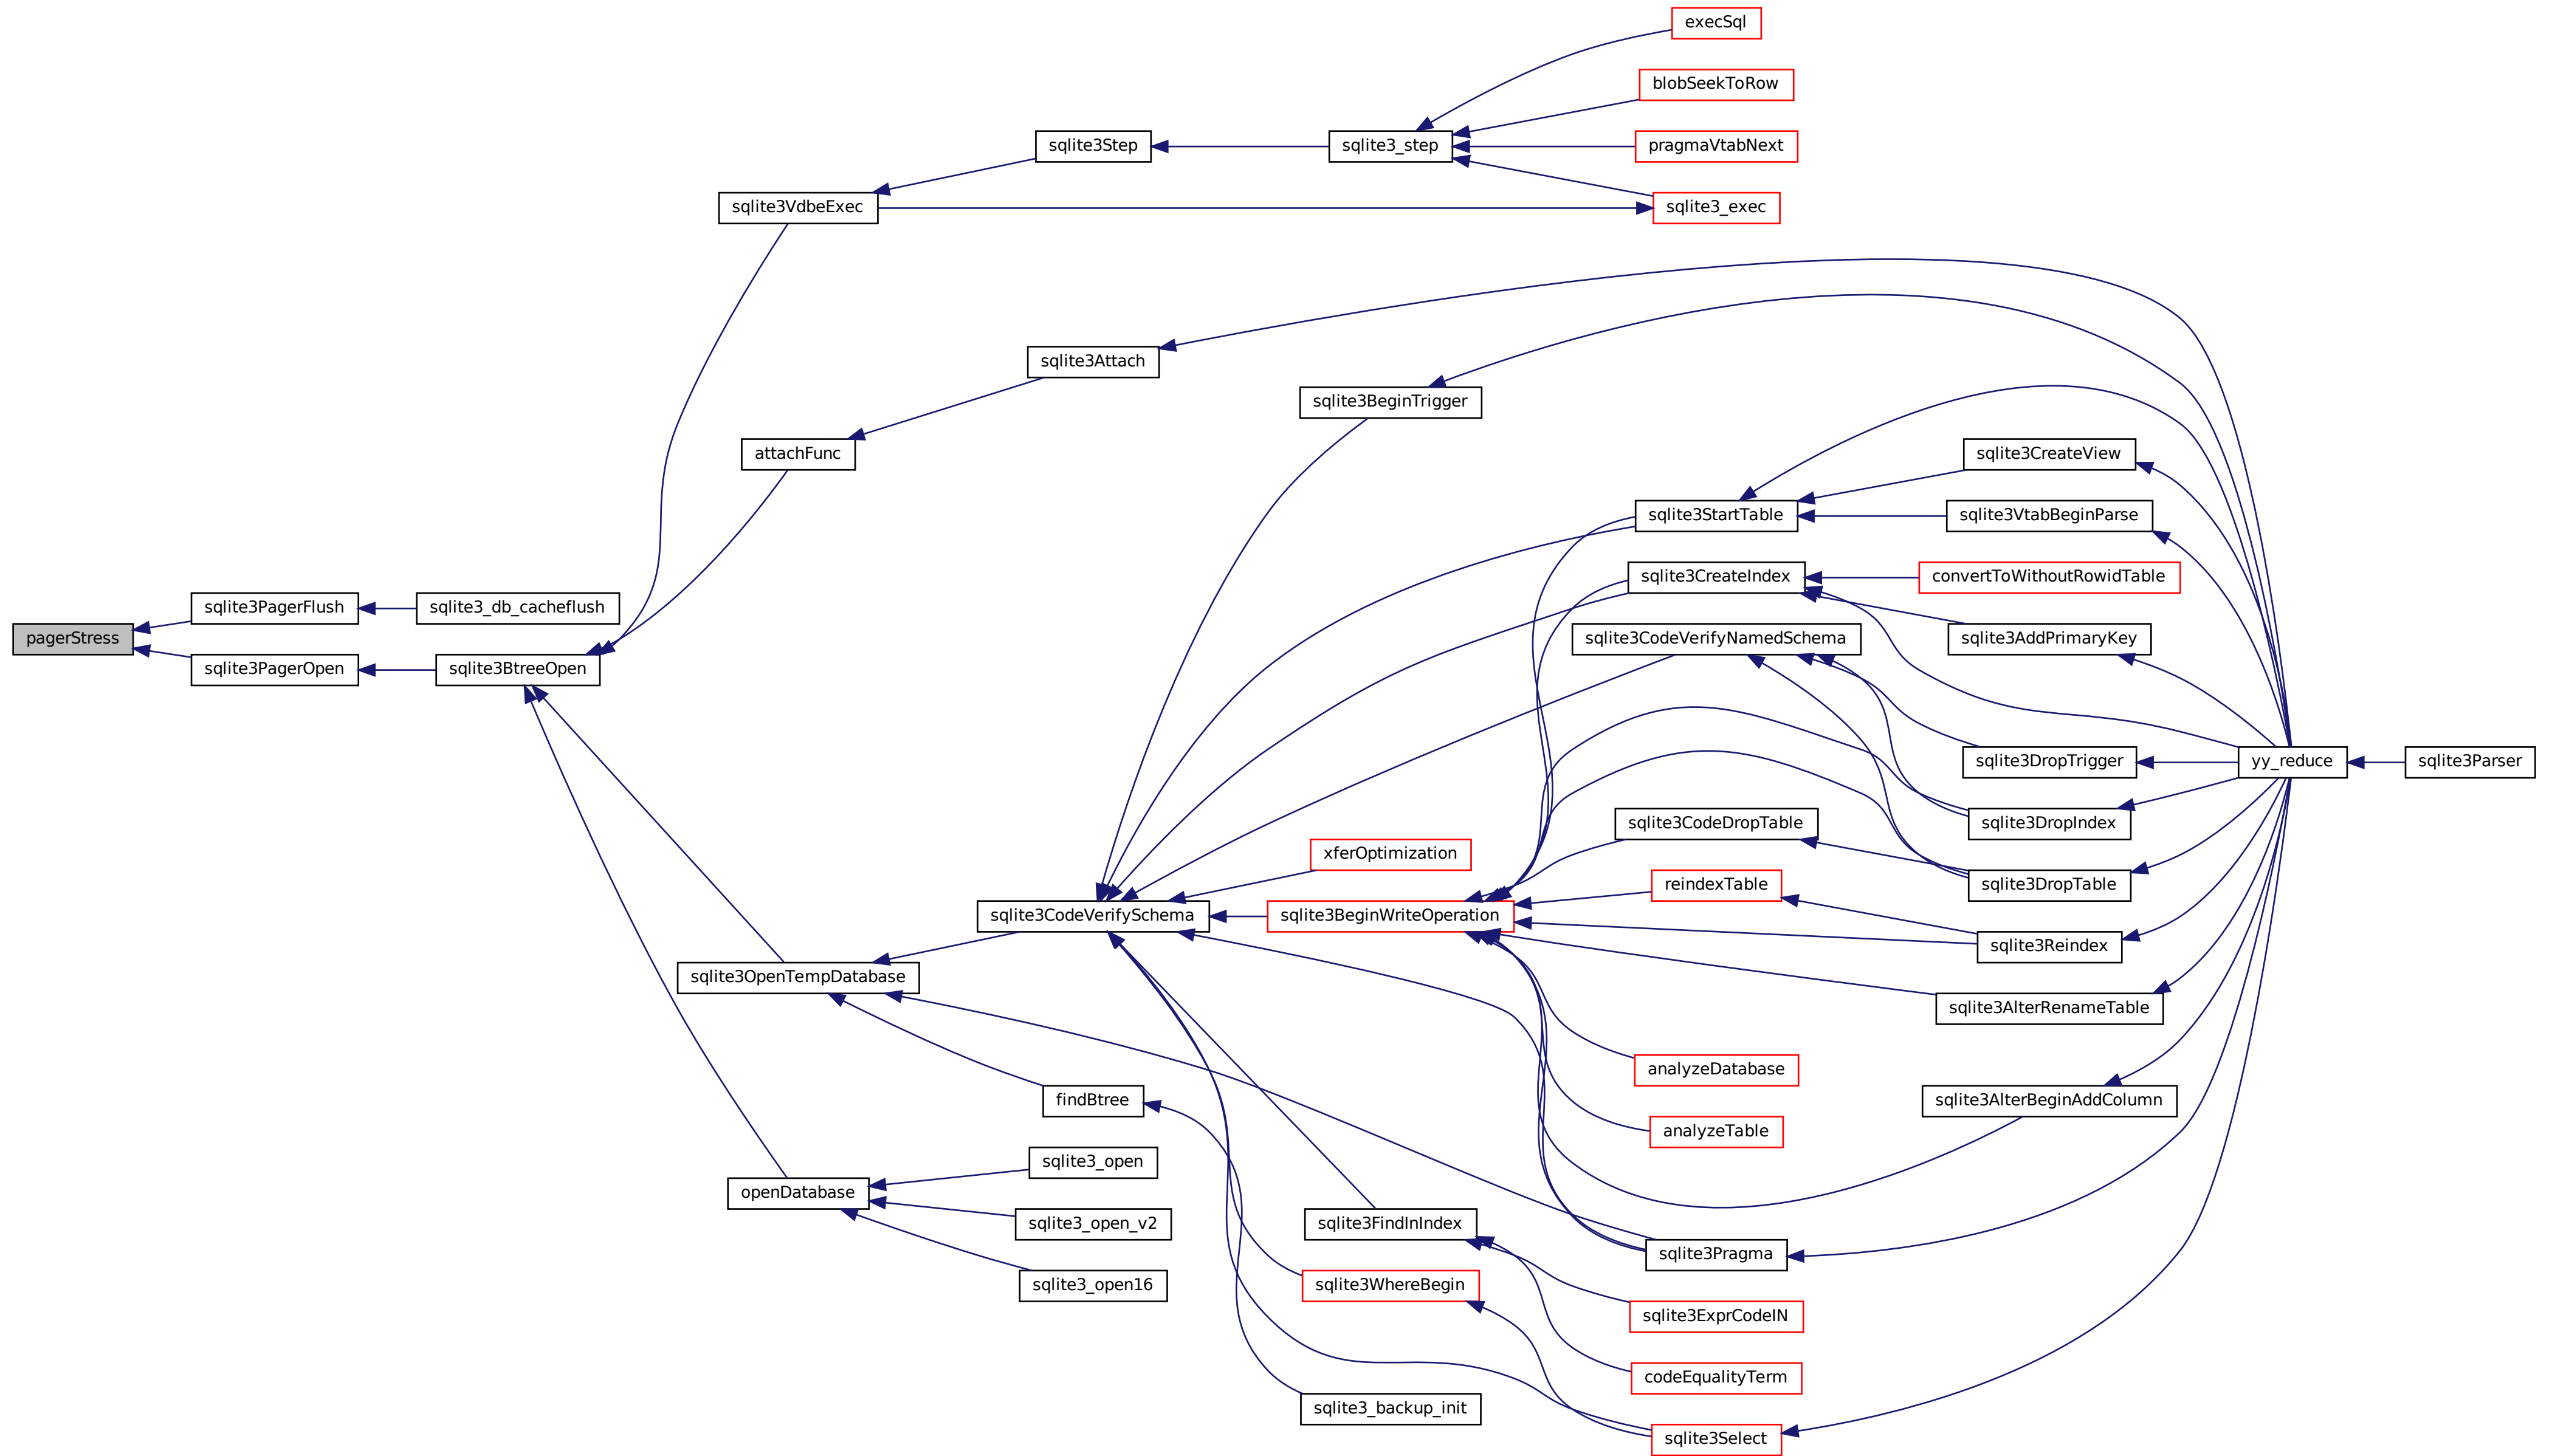 execSql
blobSeekToRow
sqlite3Step
sqlite3_step
pragmaVtabNext
sqlite3VdbeExec
sqlite3_exec
sqlite3Attach
sqlite3BeginTrigger
attachFunc
sqlite3CreateView
sqlite3StartTable
sqlite3VtabBeginParse
sqlite3CreateIndex
convertToWithoutRowidTable
sqlite3PagerFlush
sqlite3_db_cacheflush
pagerStress
sqlite3CodeVerifyNamedSchema
sqlite3AddPrimaryKey
sqlite3PagerOpen
sqlite3BtreeOpen
sqlite3DropTrigger
yy_reduce
sqlite3Parser
sqlite3CodeDropTable
sqlite3DropIndex
xferOptimization
reindexTable
sqlite3DropTable
sqlite3CodeVerifySchema
sqlite3BeginWriteOperation
sqlite3Reindex
sqlite3OpenTempDatabase
sqlite3AlterRenameTable
analyzeDatabase
findBtree
sqlite3AlterBeginAddColumn
analyzeTable
sqlite3_open
openDatabase
sqlite3_open_v2
sqlite3FindInIndex
sqlite3Pragma
sqlite3_open16
sqlite3WhereBegin
sqlite3ExprCodeIN
codeEqualityTerm
sqlite3_backup_init
sqlite3Select